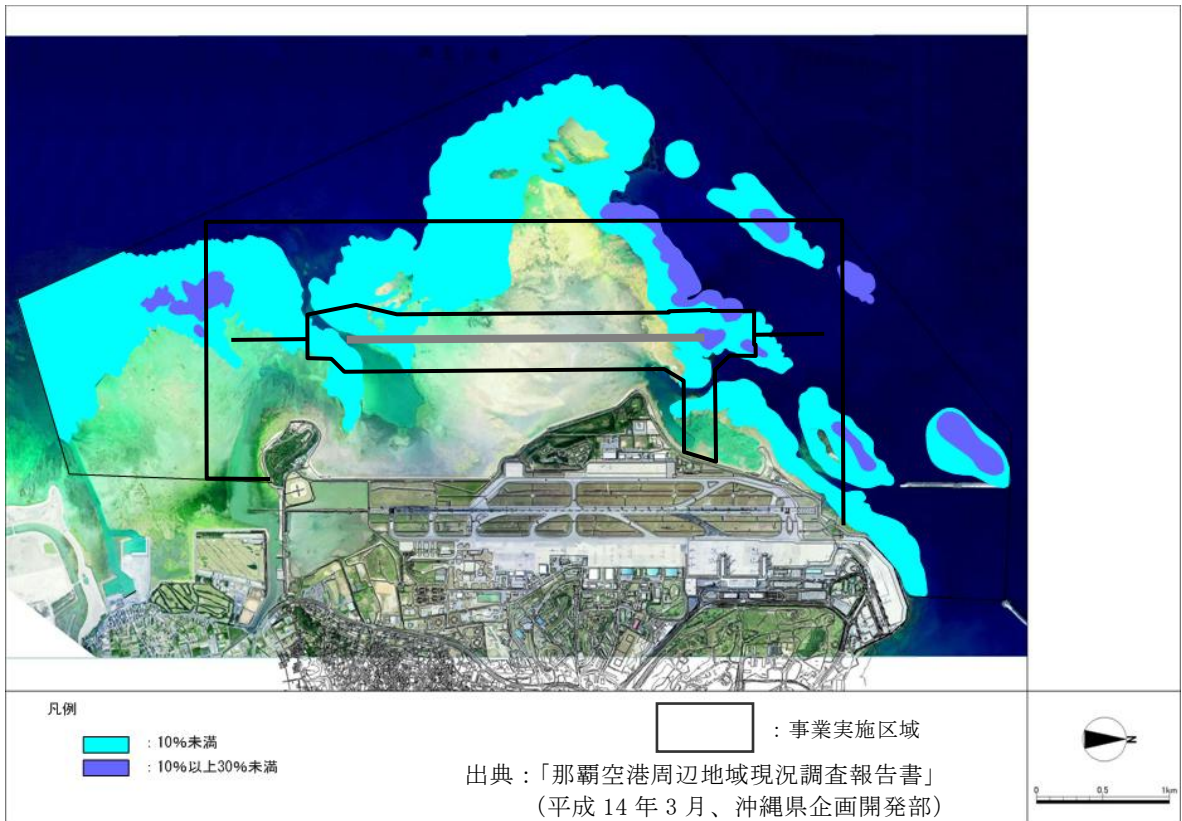 凡例
：10%未満
：10%以上30%未満
：事業実施区域
出典：「那覇空港周辺地域現況調査報告書」
（平成 14 年 3 月、沖縄県企画開発部）
N
0 0.5 1km